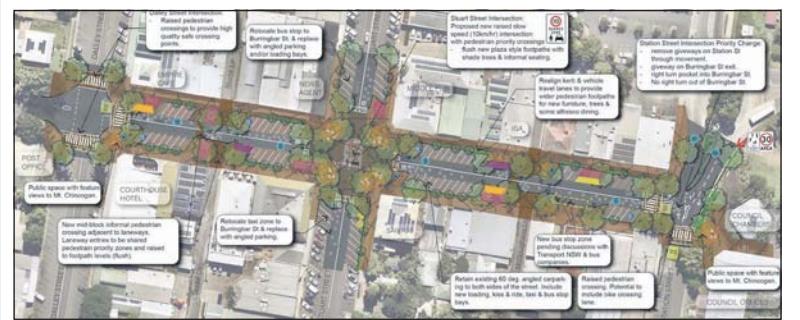 Dalley Street Intersection:
- Raised pedestrian
crossings to provide high
quality safe crossing
points.
Relocate bus stop to
Burringbar St. & replace
with angled parking
and/or loading bays.
Stuart Street Intersection:
Proposed new raised slow
speed (10km/hr) intersection
with pedestrian priority crossings
- flush new plaza style footpaths with
shade trees & informal seating.
Station Street Intersection Priority Change
- remove giveways on Station St
through movement.
- giveway on Burringbar St exit.
- right turn pocket into Burringbar St.
- No right turn out of Burringbar St.
Realign kerb & vehicle
travel lanes to provide
wider pedestrian footpaths
for new furniture, trees &
some alfresco dining.
DALLEY STREET
EMPIRE
CAFE
NEWS
AGENT
IGA
POST
OFFICE
COURTHOUSE
HOTEL
COUNCIL
CHAMBERS
COUNCIL OFFICES
Public space with feature
views to Mt. Chincogan.
New mid-block informal pedestrian
crossing adjacent to laneways.
Laneway entries to be shared
pedestrian priority zones and raised
to footpath levels (flush).
Relocate taxi zone to
Burringbar St & replace
with angled parking.
New bus stop zone
pending discussions with
Transport NSW & bus
companies.
Retain existing 60 deg. angled carparking
to both sides of the street. Include
new loading, kiss & ride, taxi & bus stop
bays.
Raised pedestrian
crossing. Potential to
include bike crossing
lane.
Public space with feature
views to Mt. Chincogan.